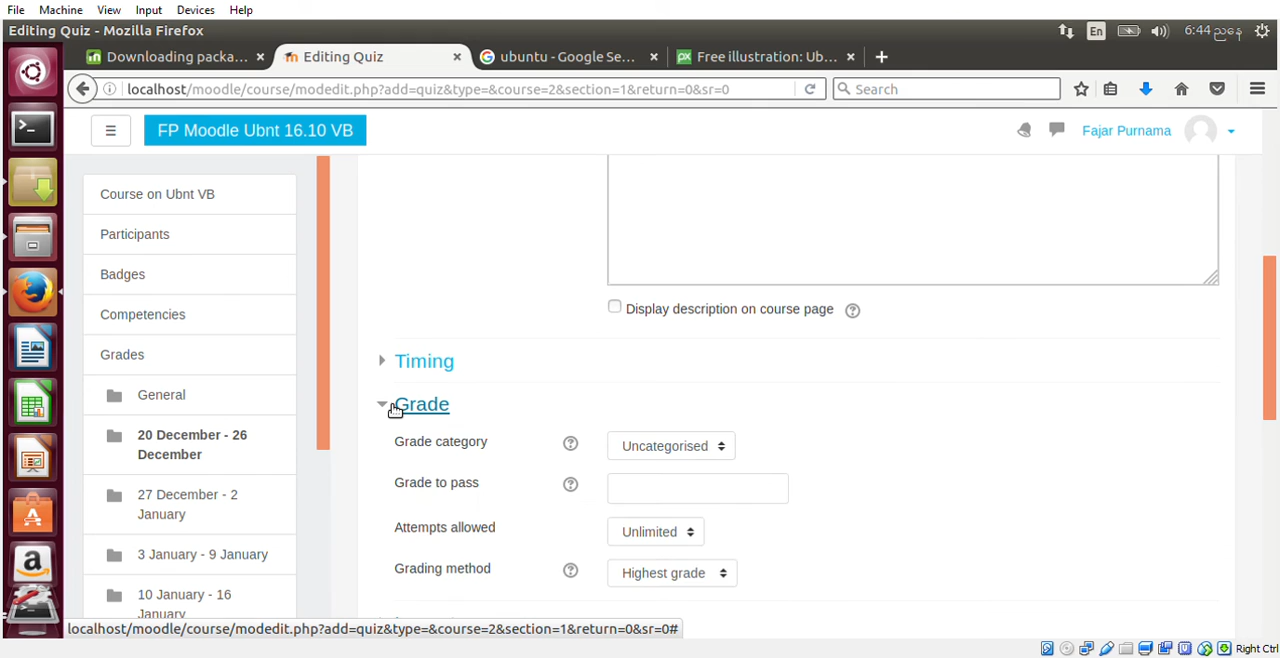 File Machine View Input Devices Help
Editing Quiz - Mozilla Firefox
En
6:44 ညနေ
Downloading packa...
Editing Quiz
ubuntu - Google Se...
Free illustration: Ub...
localhost/moodle/course/modedit.php?add=quiz&type=&course=2&section=1&return=0&sr=0
Search
FP Moodle Ubnt 16.10 VB
Fajar Purnama
Course on Ubnt VB
Participants
Badges
Competencies
Grades
General
20 December - 26
December
27 December - 2
January
3 January - 9 January
10 January - 16
January
Display description on course page
Timing
Grade
Grade category
Uncategorised
Grade to pass
Attempts allowed
Unlimited
Grading method
Highest grade
localhost/moodle/course/modedit.php?add=quiz&type=&course=2&section=1&return=0&sr=0#
Right Ctrl